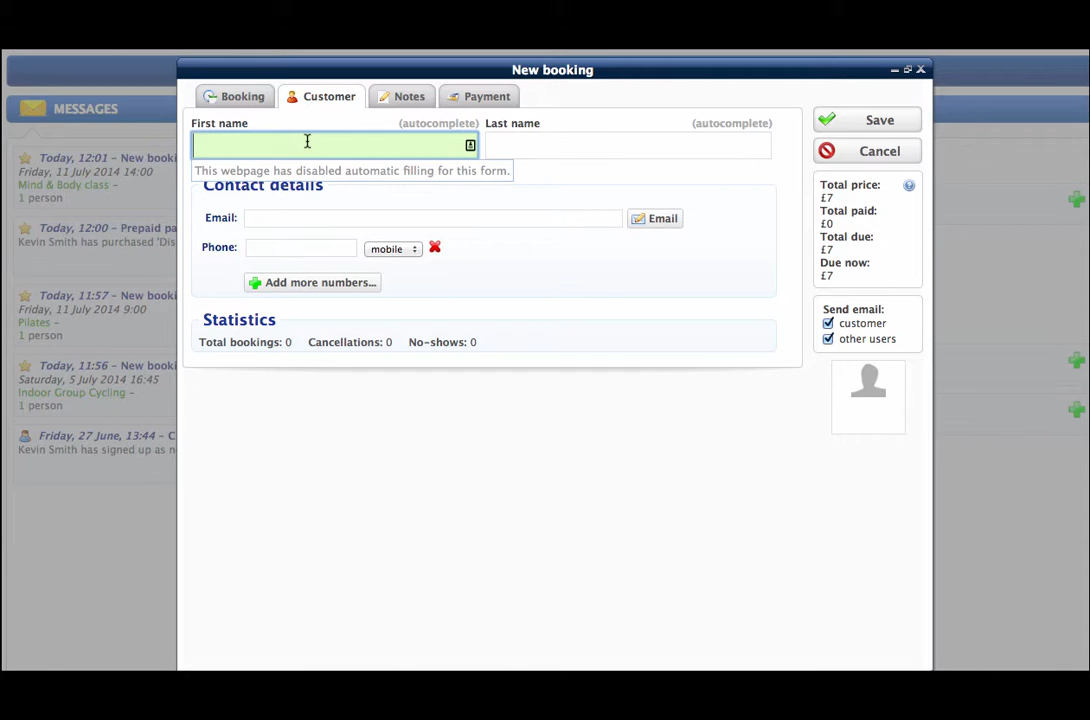 New booking
MESSAGES
Booking
Customer
Notes
Payment
First name
(autocomplete)
Last name
(autocomplete)
This webpage has disabled automatic filling for this form.
Contact details
Email:
Email
Phone:
mobile
Add more numbers...
Statistics
Total bookings: 0
Cancellations: 0
No-shows: 0
Save
Cancel
Total price:
£7
Total paid:
£0
Total due:
£7
Due now:
£7
Send email:
customer
other users
Today, 12:01 – New booki
Friday, 11 July 2014 14:00
Mind & Body class –
1 person
Today, 12:00 – Prepaid pa
Kevin Smith has purchased 'Dis
Today, 11:57 – New booki
Friday, 11 July 2014 9:00
Pilates –
1 person
Today, 11:56 – New booki
Saturday, 5 July 2014 16:45
Indoor Group Cycling –
1 person
Friday, 27 June, 13:44 – C
Kevin Smith has signed up as n